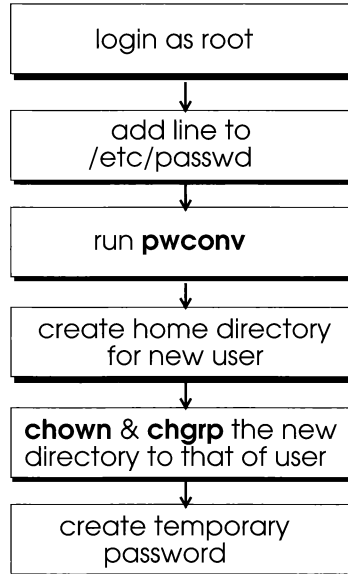 login as root
add line to
/etc/passwd
run pwconv
create home directory
for new user
chown & chgrp the new
directory to that of user
create temporary
password